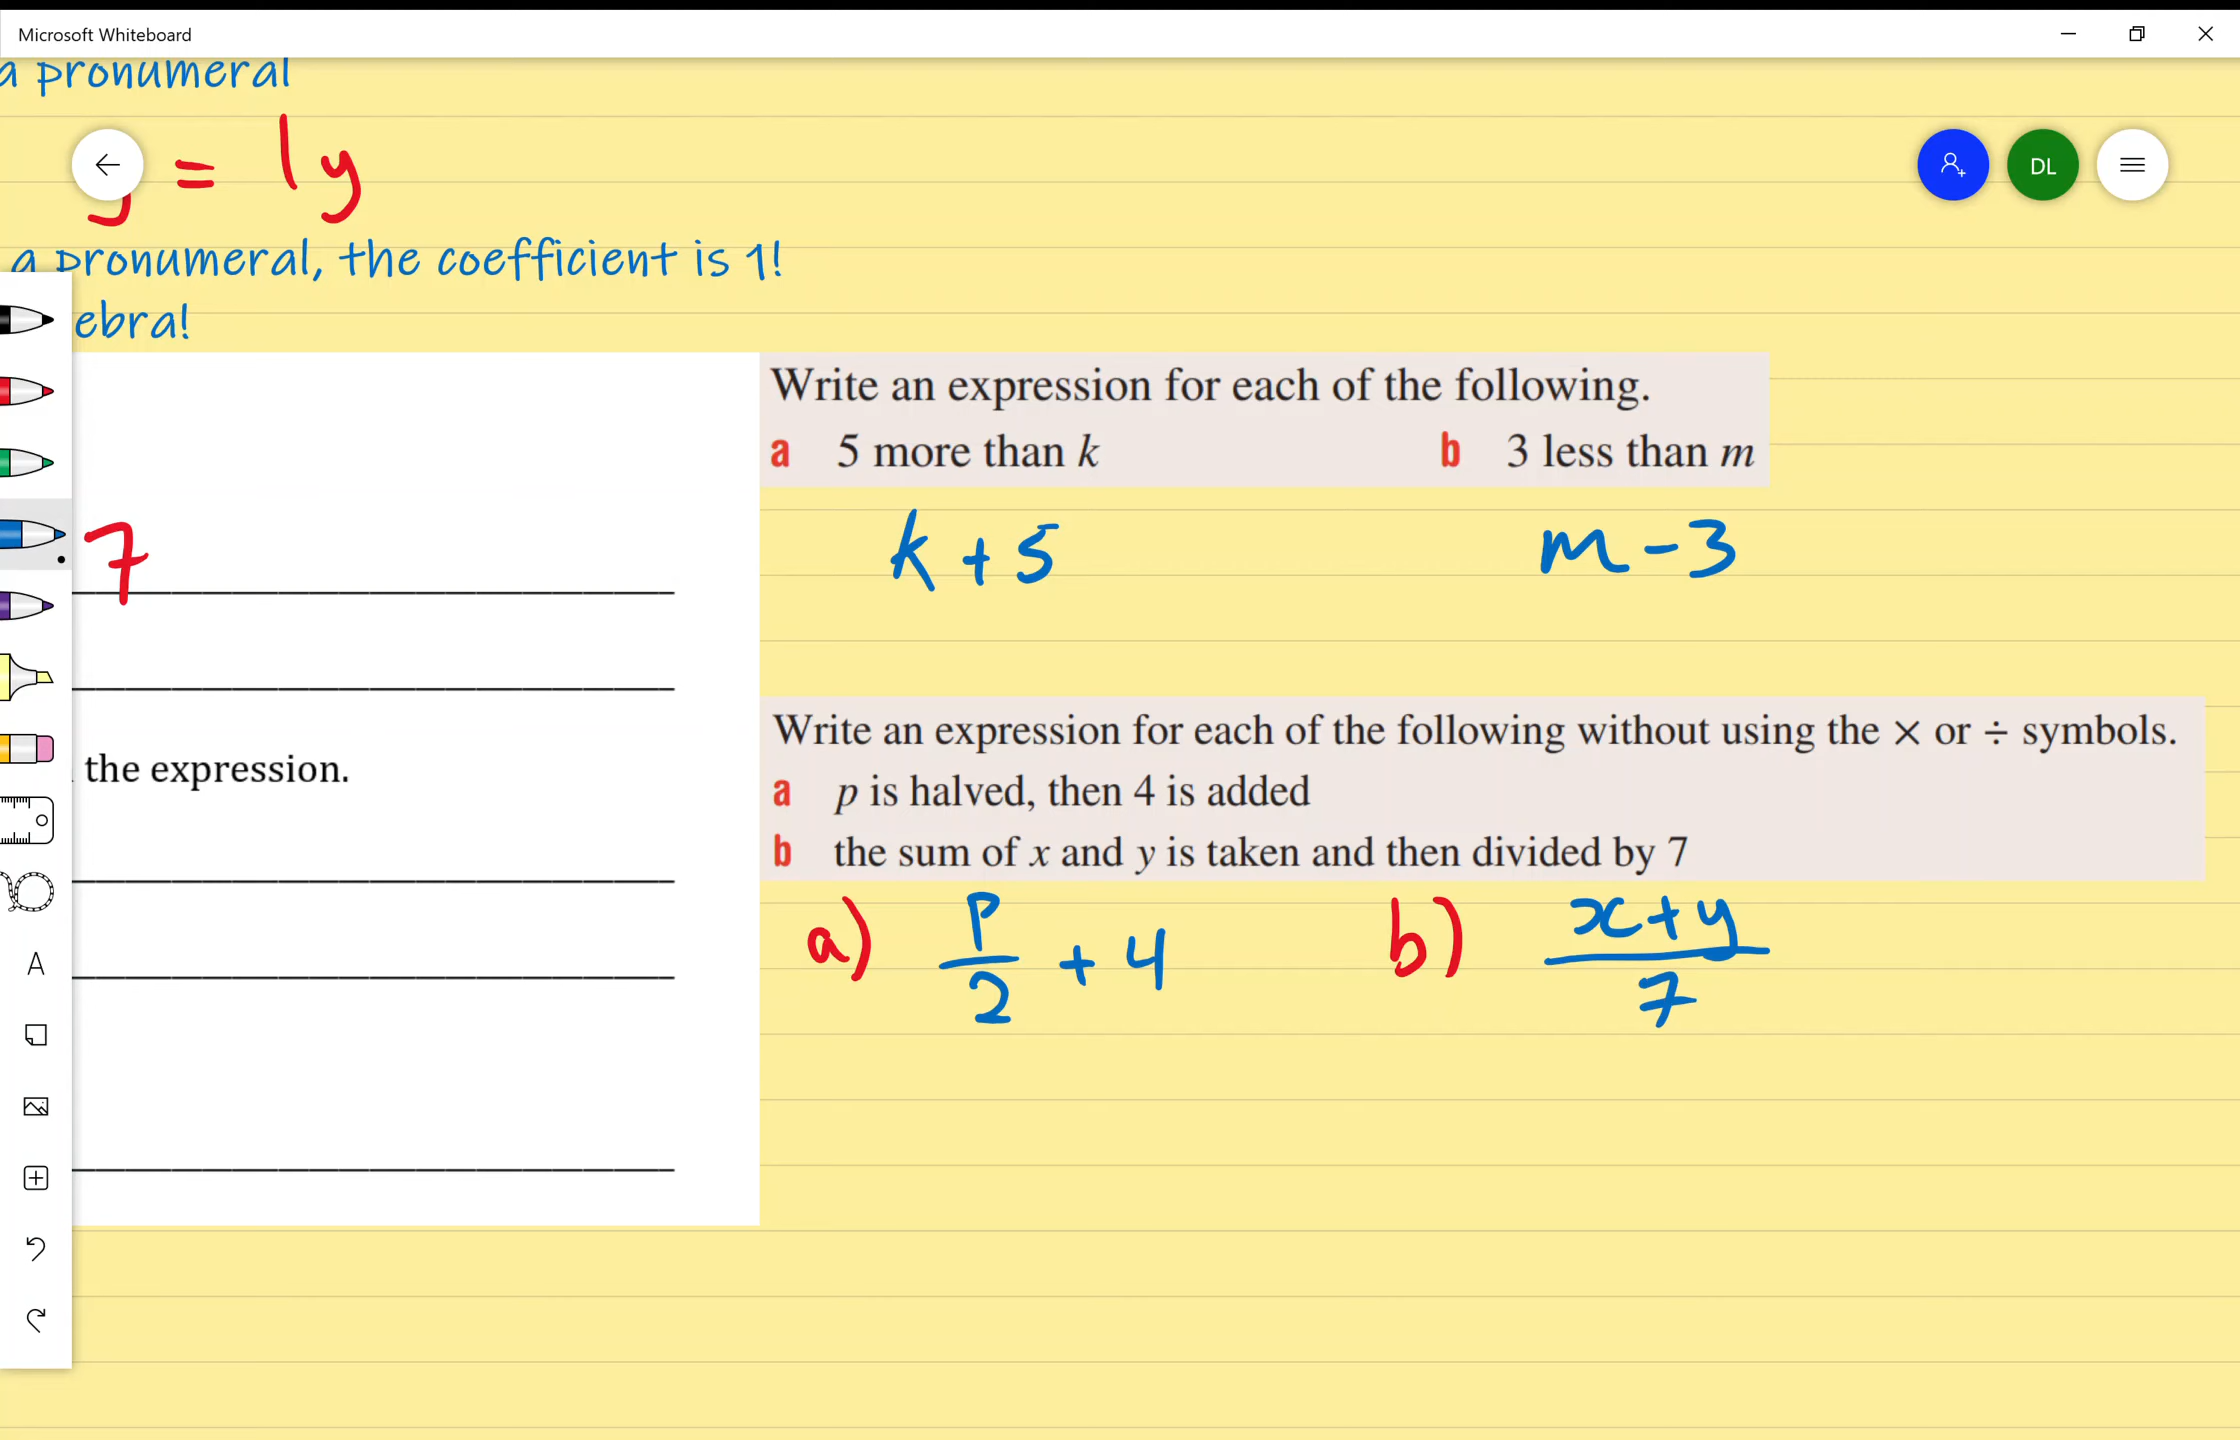 Microsoft Whiteboard
a pronumeral
= 1y
DL
a pronumeral, the coefficient is 1!
ebra!
Write an expression for each of the following.
a 5 more than k b 3 less than m
7
k + 5 m - 3
the expression.
Write an expression for each of the following without using the × or ÷ symbols.
a p is halved, then 4 is added
b the sum of x and y is taken and then divided by 7
a) p/2 + 4 b) x+y/7
A